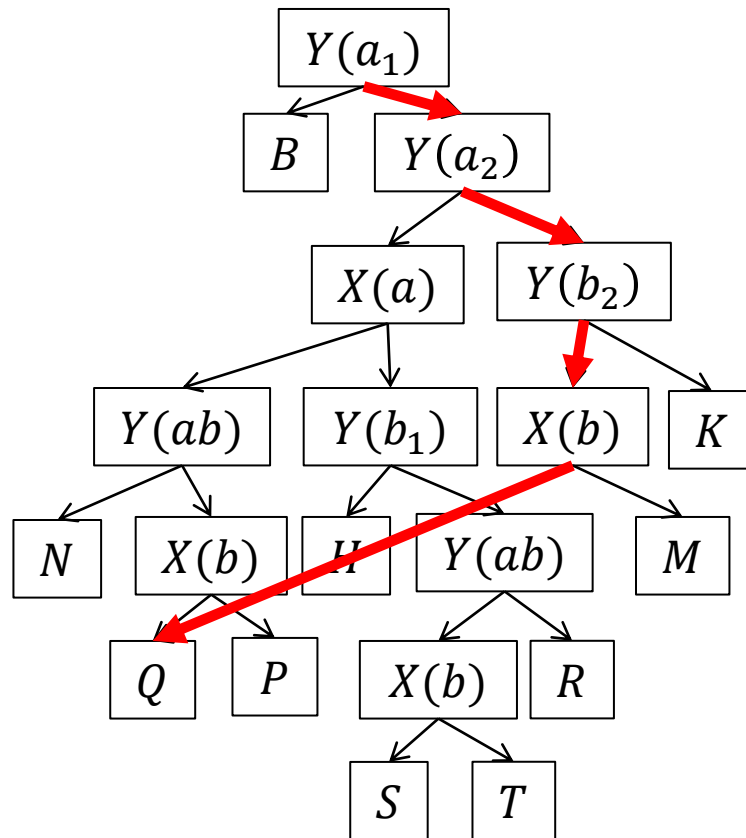 Y(a₁)
B
Y(a₂)
X(a)
Y(b₂)
Y(ab)
Y(b₁)
X(b)
K
N
X(b)
H
Y(ab)
M
Q
P
X(b)
R
S
T